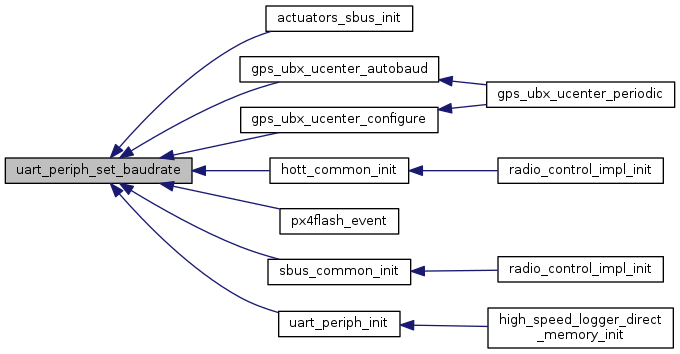 actuators_sbus_init
gps_ubx_ucenter_autobaud
gps_ubx_ucenter_periodic
gps_ubx_ucenter_configure
uart_periph_set_baudrate
hott_common_init
radio_control_impl_init
px4flash_event
sbus_common_init
radio_control_impl_init
uart_periph_init
high_speed_logger_direct
_memory_init